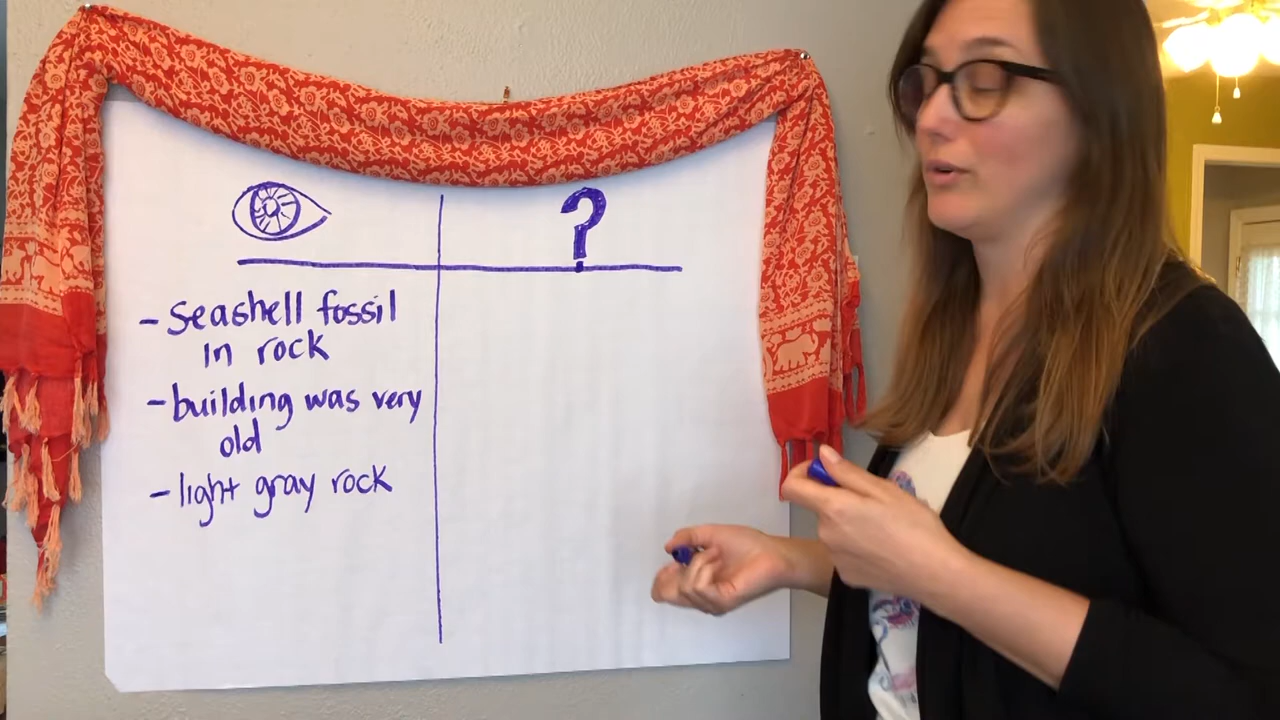 ?
- seashell fossil
in rock
- building was very
old
- light gray rock